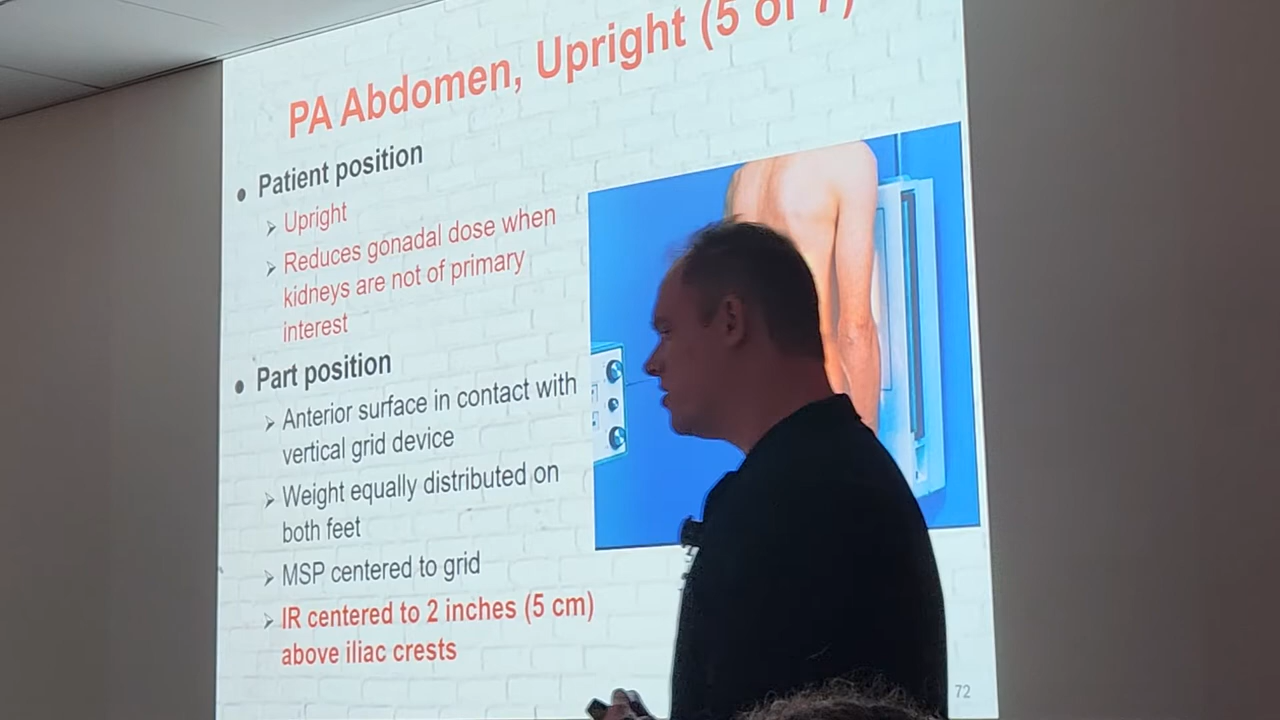 PA Abdomen, Upright (5 of 7)
Patient position
Upright
Reduces gonadal dose when
kidneys are not of primary
interest
Part position
Anterior surface in contact with
vertical grid device
Weight equally distributed on
both feet
MSP centered to grid
IR centered to 2 inches (5 cm)
above iliac crests
72